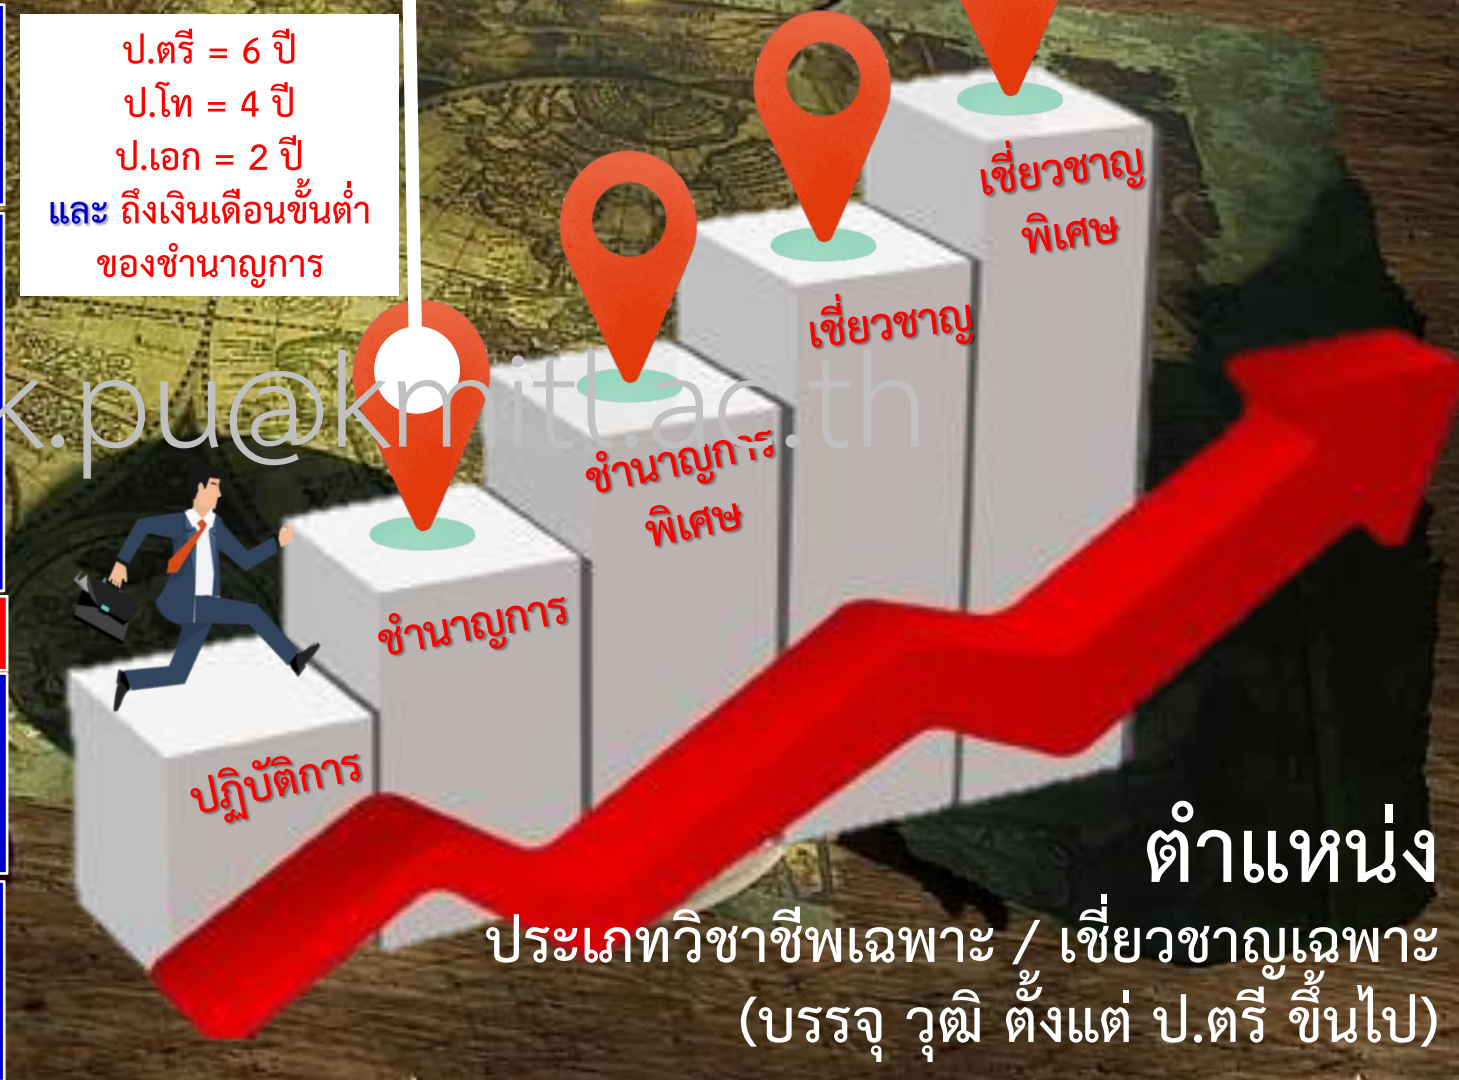 ป.ตรี = 6 ปี
ป.โท = 4 ปี
ป.เอก = 2 ปี
และ ถึงเงินเดือนขั้นต่ำ
ของชำนาญการ
เชี่ยวชาญ
พิเศษ
เชี่ยวชาญ
k.pu@kmitl.ac.th
ชำนาญการ
พิเศษ
ชำนาญการ
ปฏิบัติการ
ตำแหน่ง
ประเภทวิชาชีพเฉพาะ / เชี่ยวชาญเฉพาะ
(บรรจุ วุฒิ ตั้งแต่ ป.ตรี ขึ้นไป)